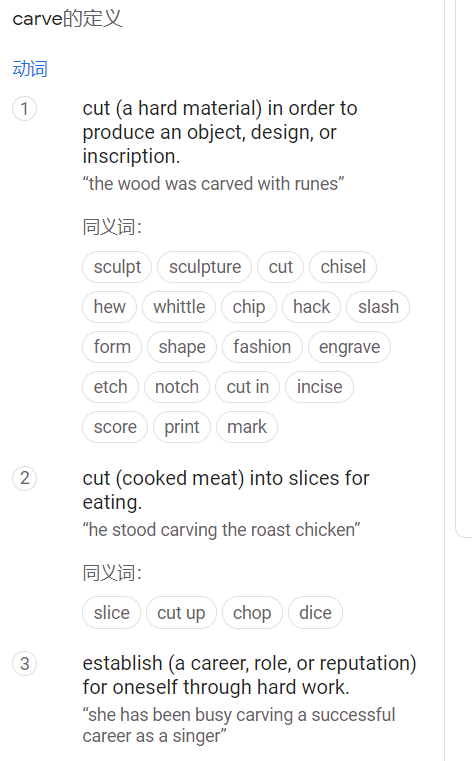 carve的定义
动词
1
cut (a hard material) in order to
produce an object, design, or
inscription.
“the wood was carved with runes”
同义词：
sculpt sculpture cut chisel
hew whittle chip hack slash
form shape fashion engrave
etch notch cut in incise
score print mark
2
cut (cooked meat) into slices for
eating.
“he stood carving the roast chicken”
同义词：
slice cut up chop dice
3
establish (a career, role, or reputation)
for oneself through hard work.
“she has been busy carving a successful
career as a singer”